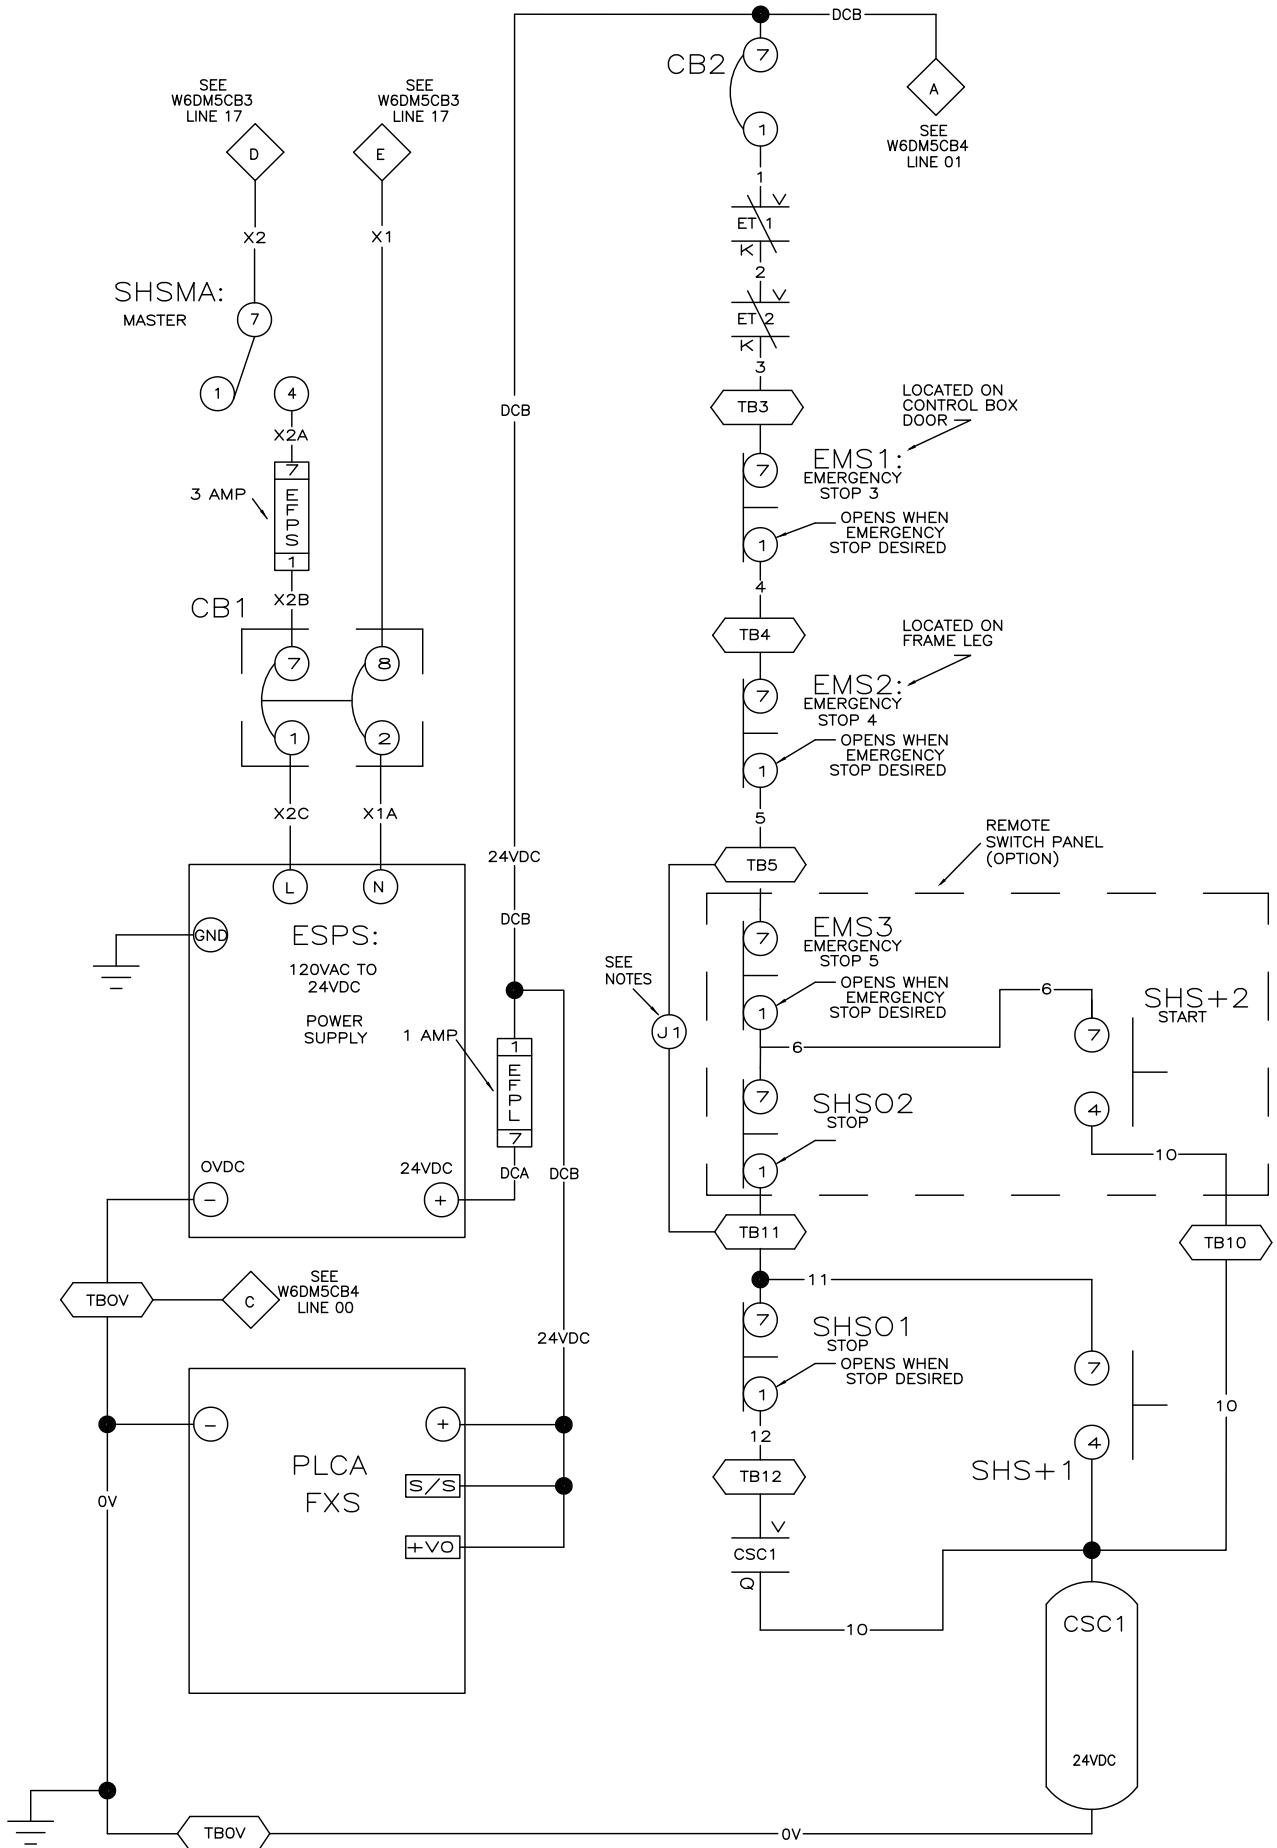 DCB
7
CB2
1
A
SEE
W6DM5CB4
LINE 01
SEE
W6DM5CB3
LINE 17
SEE
W6DM5CB3
LINE 17
D
E
X2
X1
SHSMA:
MASTER
7
1
4
X2A
3 AMP
7
EFPS
1
X2B
CB1
7
8
1
2
X2C
X1A
L
N
GND
ESPS:
120VAC TO
24VDC
POWER
SUPPLY
0VDC
24VDC
-
+
DCB
24VDC
DCB
1 AMP
1
EFPL
7
DCA
DCB
24VDC
TB0V
C
SEE
W6DM5CB4
LINE 00
-
+
PLCA
FXS
S/S
+V0
0V
TB0V
0V
1
V
ET 1
K
2
V
ET 2
K
3
TB3
LOCATED ON
CONTROL BOX
DOOR
7
EMS1:
EMERGENCY
STOP 3
1
OPENS WHEN
EMERGENCY
STOP DESIRED
4
TB4
LOCATED ON
FRAME LEG
7
EMS2:
EMERGENCY
STOP 4
1
OPENS WHEN
EMERGENCY
STOP DESIRED
5
TB5
REMOTE
SWITCH PANEL
(OPTION)
SEE
NOTES
J1
7
EMS3
EMERGENCY
STOP 5
1
OPENS WHEN
EMERGENCY
STOP DESIRED
6
6
SHS+2
START
7
4
10
7
SHS02
STOP
1
TB11
TB10
11
7
SHS01
STOP
1
OPENS WHEN
STOP DESIRED
12
TB12
7
4
SHS+1
10
V
CSC1
Q
10
CSC1
24VDC